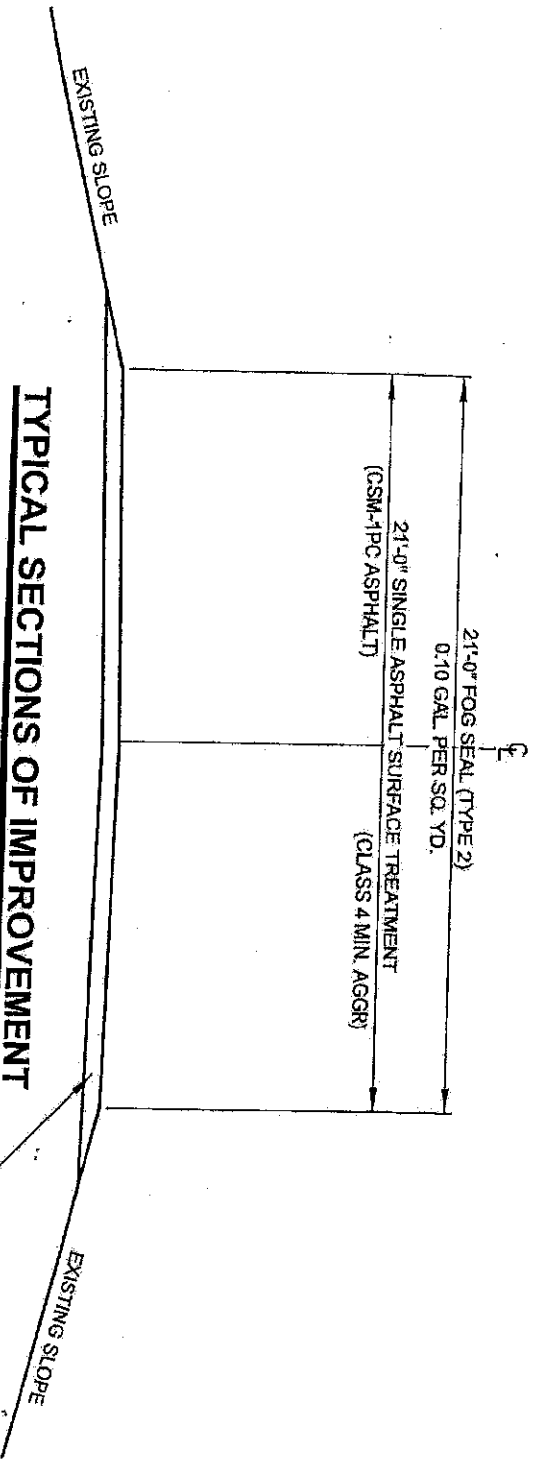 ℄
21'-0" FOG SEAL (TYPE 2)
0.10 GAL. PER SQ. YD.
21'-0" SINGLE ASPHALT SURFACE TREATMENT
(CSM-1PC ASPHALT) (CLASS 4 MIN. AGGR)
EXISTING SLOPE
EXISTING SLOPE
TYPICAL SECTIONS OF IMPROVEMENT